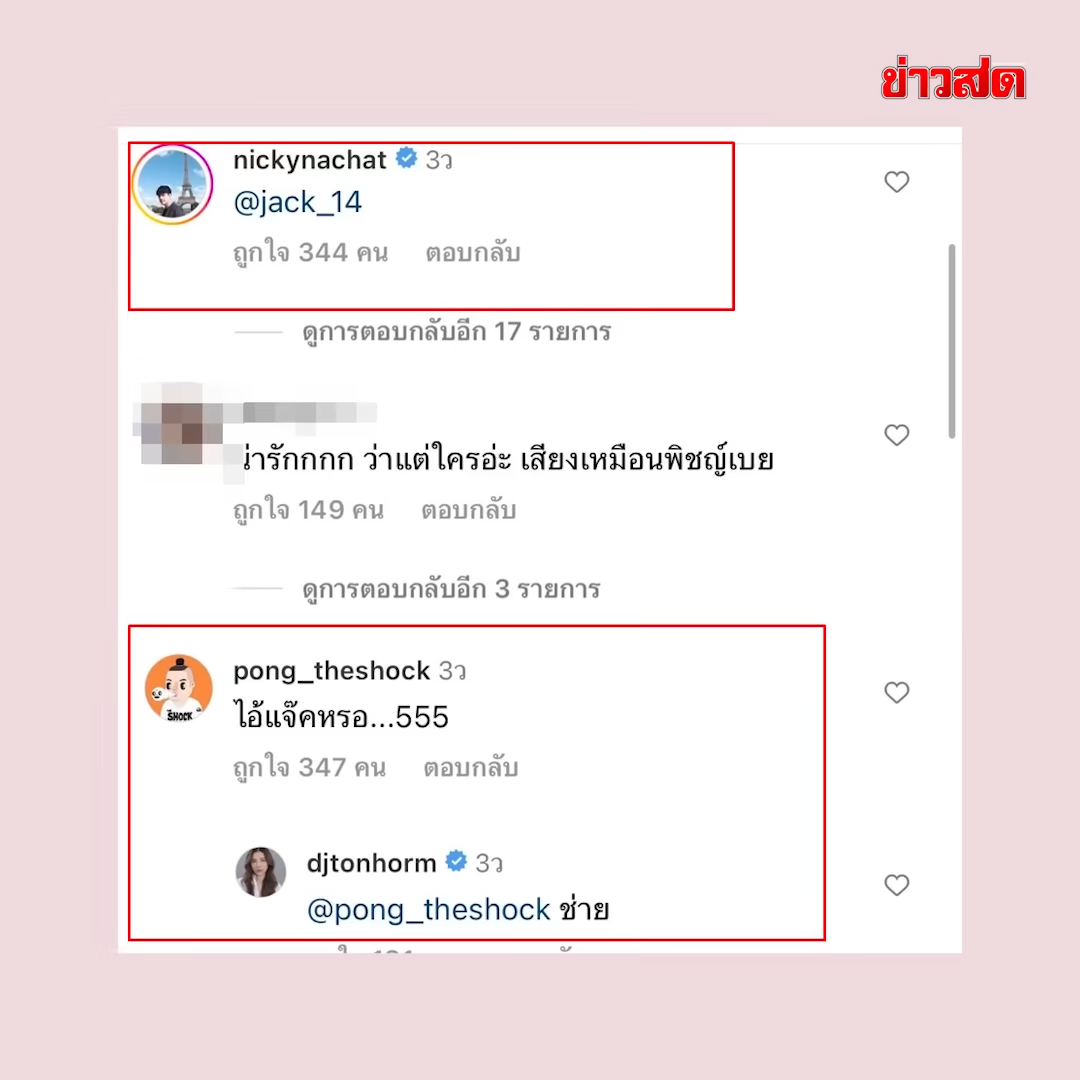 ข่าวสด
nickynachat 3ว
@jack_14
ถูกใจ 344 คน ตอบกลับ
ดูการตอบกลับอีก 17 รายการ
น่ารักกกก ว่าแต่ใครอ่ะ เสียงเหมือนพิชญ์เบย
ถูกใจ 149 คน ตอบกลับ
ดูการตอบกลับอีก 3 รายการ
pong_theshock 3ว
SHOCK
ไอ้แจ๊คหรอ...555
ถูกใจ 347 คน ตอบกลับ
djtonhorm 3ว
@pong_theshock ช่าย